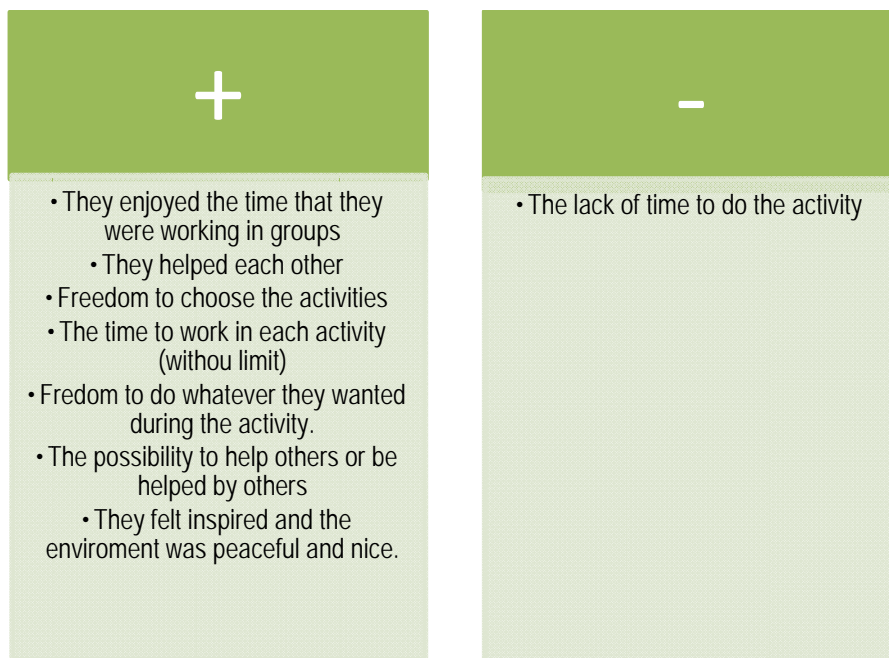 +
• They enjoyed the time that they
were working in groups
• They helped each other
• Freedom to choose the activities
• The time to work in each activity
(withou limit)
• Fredom to do whatever they wanted
during the activity.
• The possibility to help others or be
helped by others
• They felt inspired and the
enviroment was peaceful and nice.
-
• The lack of time to do the activity